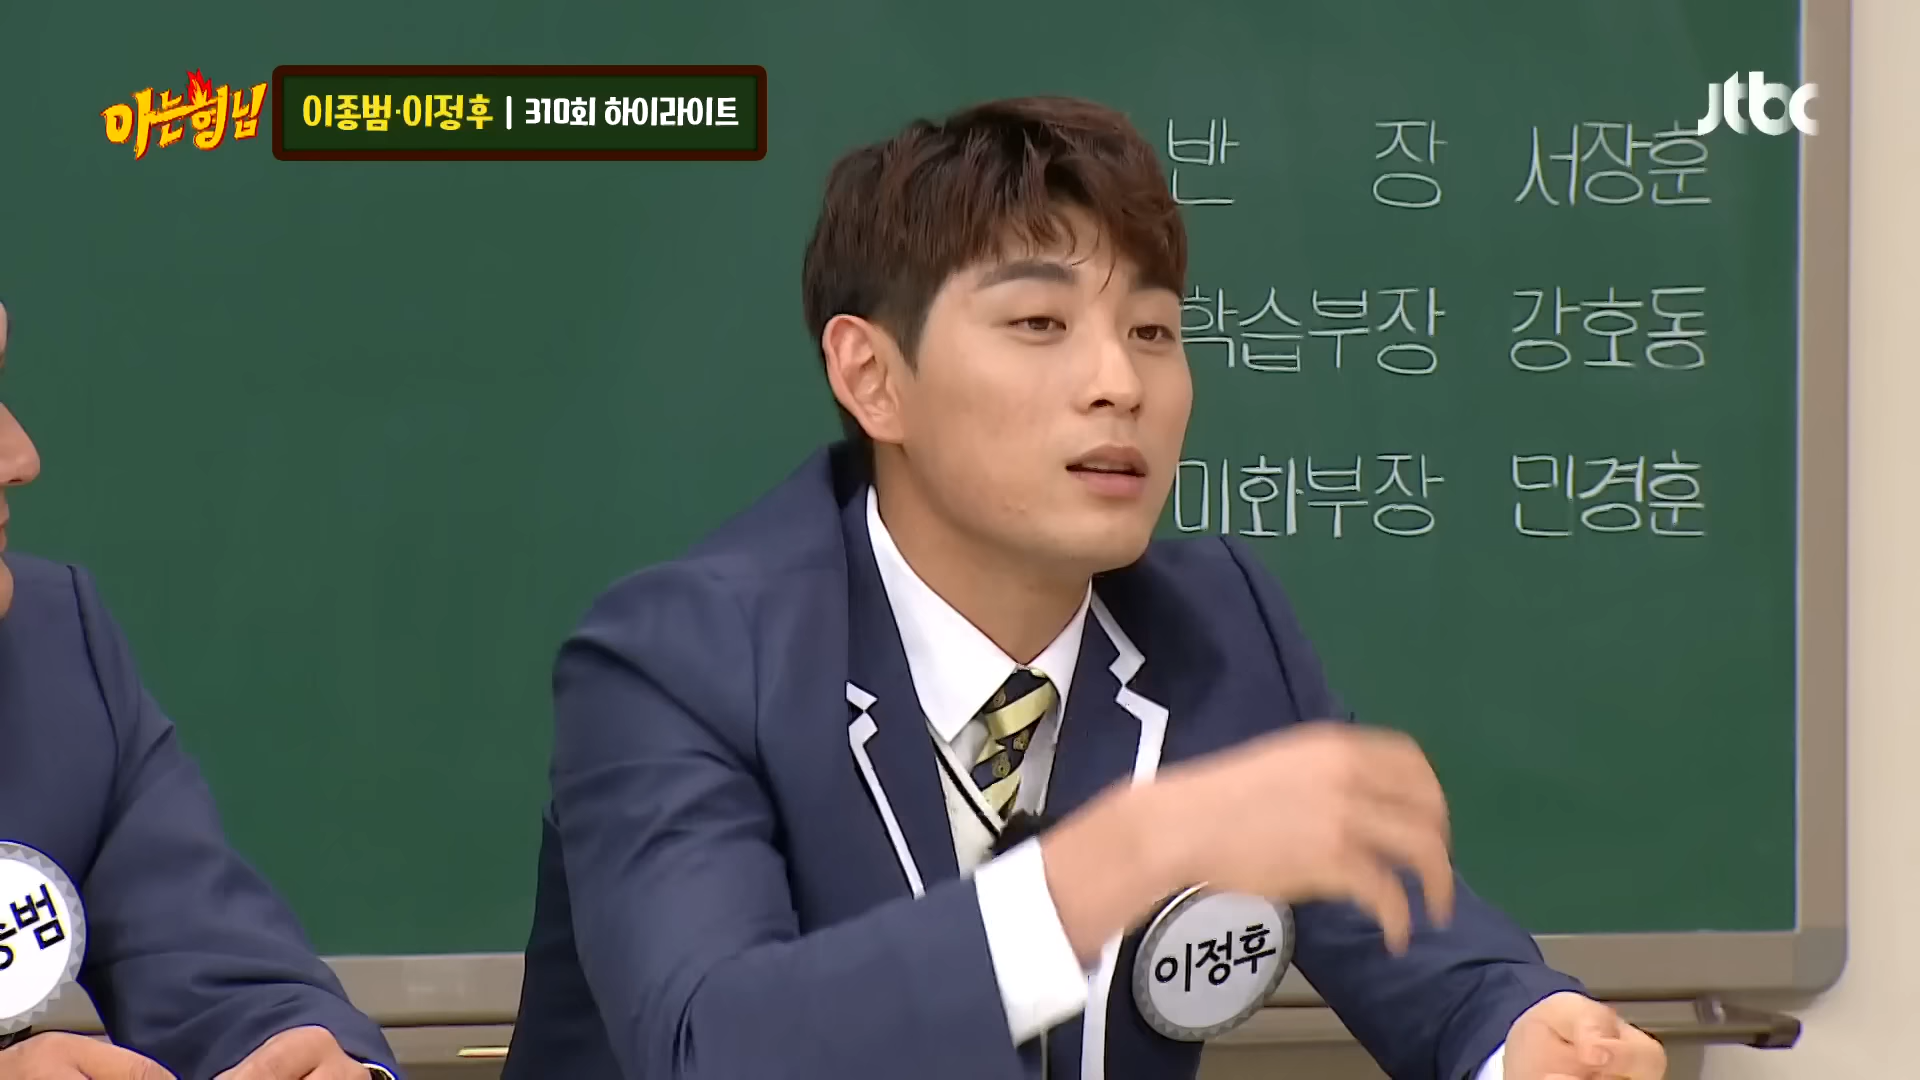 아는형님 이종범·이정후 | 310회 하이라이트
jtbc
반 장 서장훈
학습부장 강호동
미화부장 민경훈
종범
이정후